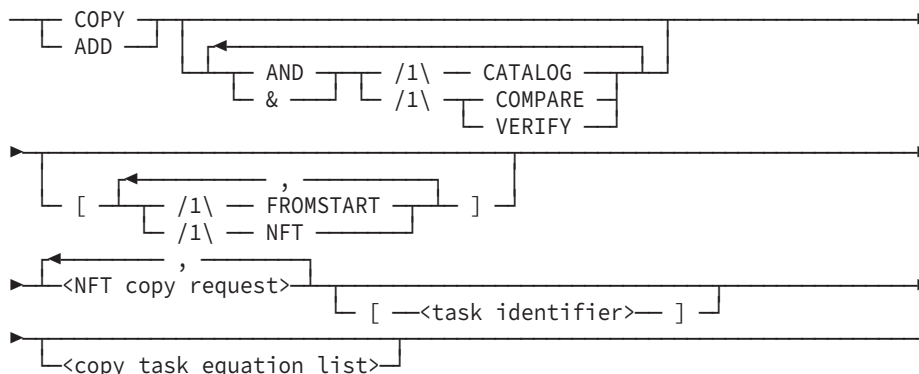 COPY
ADD
AND /1\ CATALOG
& /1\ COMPARE
VERIFY
,
[ /1\ FROMSTART ]
/1\ NFT
,
<NFT copy request>
[ <task identifier> ]
<copy task equation list>